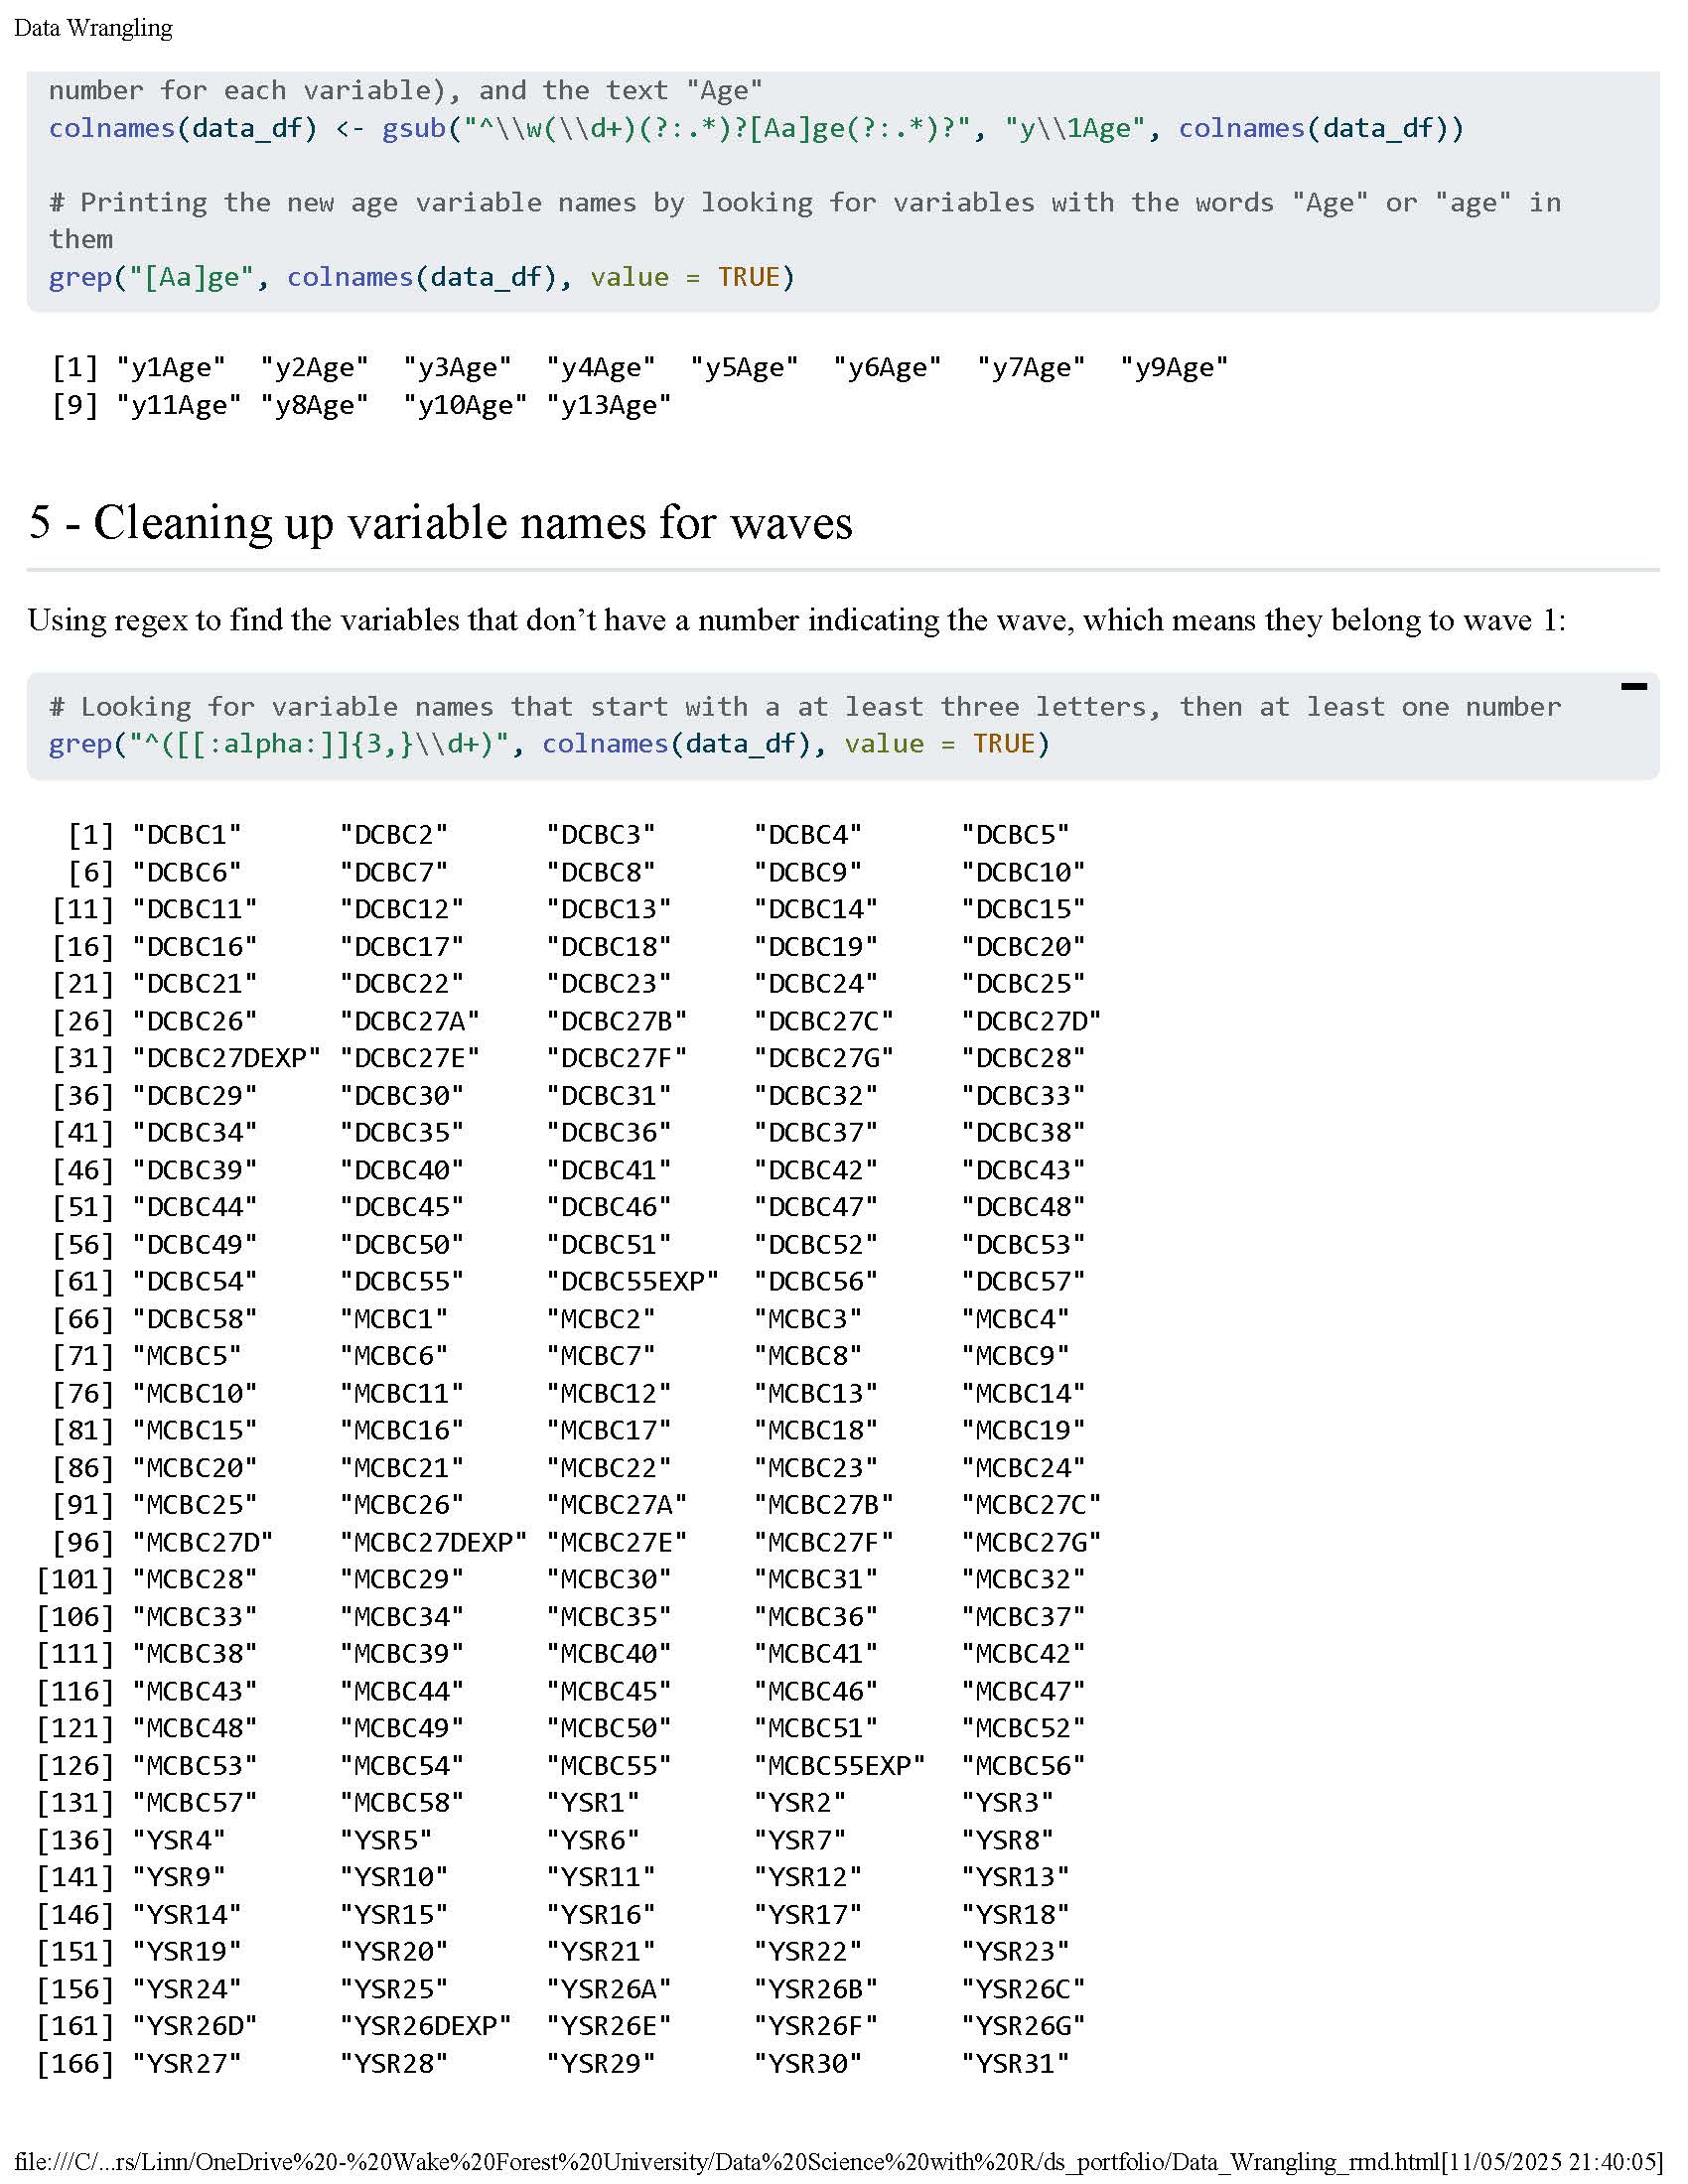 Data Wrangling
number for each variable), and the text "Age"
colnames(data_df) <- gsub("^\\w(\\d+)(?:.*)?[Aa]ge(?:.*)?", "y\\1Age", colnames(data_df))
# Printing the new age variable names by looking for variables with the words "Age" or "age" in
them
grep("[Aa]ge", colnames(data_df), value = TRUE)
[1] "y1Age" "y2Age" "y3Age" "y4Age" "y5Age" "y6Age" "y7Age" "y9Age"
[9] "y11Age" "y8Age" "y10Age" "y13Age"
5 - Cleaning up variable names for waves
Using regex to find the variables that don’t have a number indicating the wave, which means they belong to wave 1:
# Looking for variable names that start with a at least three letters, then at least one number
grep("^([[:alpha:]]{3,}\\d+)", colnames(data_df), value = TRUE)
[1] "DCBC1" "DCBC2" "DCBC3" "DCBC4" "DCBC5"
[6] "DCBC6" "DCBC7" "DCBC8" "DCBC9" "DCBC10"
[11] "DCBC11" "DCBC12" "DCBC13" "DCBC14" "DCBC15"
[16] "DCBC16" "DCBC17" "DCBC18" "DCBC19" "DCBC20"
[21] "DCBC21" "DCBC22" "DCBC23" "DCBC24" "DCBC25"
[26] "DCBC26" "DCBC27A" "DCBC27B" "DCBC27C" "DCBC27D"
[31] "DCBC27DEXP" "DCBC27E" "DCBC27F" "DCBC27G" "DCBC28"
[36] "DCBC29" "DCBC30" "DCBC31" "DCBC32" "DCBC33"
[41] "DCBC34" "DCBC35" "DCBC36" "DCBC37" "DCBC38"
[46] "DCBC39" "DCBC40" "DCBC41" "DCBC42" "DCBC43"
[51] "DCBC44" "DCBC45" "DCBC46" "DCBC47" "DCBC48"
[56] "DCBC49" "DCBC50" "DCBC51" "DCBC52" "DCBC53"
[61] "DCBC54" "DCBC55" "DCBC55EXP" "DCBC56" "DCBC57"
[66] "DCBC58" "MCBC1" "MCBC2" "MCBC3" "MCBC4"
[71] "MCBC5" "MCBC6" "MCBC7" "MCBC8" "MCBC9"
[76] "MCBC10" "MCBC11" "MCBC12" "MCBC13" "MCBC14"
[81] "MCBC15" "MCBC16" "MCBC17" "MCBC18" "MCBC19"
[86] "MCBC20" "MCBC21" "MCBC22" "MCBC23" "MCBC24"
[91] "MCBC25" "MCBC26" "MCBC27A" "MCBC27B" "MCBC27C"
[96] "MCBC27D" "MCBC27DEXP" "MCBC27E" "MCBC27F" "MCBC27G"
[101] "MCBC28" "MCBC29" "MCBC30" "MCBC31" "MCBC32"
[106] "MCBC33" "MCBC34" "MCBC35" "MCBC36" "MCBC37"
[111] "MCBC38" "MCBC39" "MCBC40" "MCBC41" "MCBC42"
[116] "MCBC43" "MCBC44" "MCBC45" "MCBC46" "MCBC47"
[121] "MCBC48" "MCBC49" "MCBC50" "MCBC51" "MCBC52"
[126] "MCBC53" "MCBC54" "MCBC55" "MCBC55EXP" "MCBC56"
[131] "MCBC57" "MCBC58" "YSR1" "YSR2" "YSR3"
[136] "YSR4" "YSR5" "YSR6" "YSR7" "YSR8"
[141] "YSR9" "YSR10" "YSR11" "YSR12" "YSR13"
[146] "YSR14" "YSR15" "YSR16" "YSR17" "YSR18"
[151] "YSR19" "YSR20" "YSR21" "YSR22" "YSR23"
[156] "YSR24" "YSR25" "YSR26A" "YSR26B" "YSR26C"
[161] "YSR26D" "YSR26DEXP" "YSR26E" "YSR26F" "YSR26G"
[166] "YSR27" "YSR28" "YSR29" "YSR30" "YSR31"
file:///C/...rs/Linn/OneDrive%20-%20Wake%20Forest%20University/Data%20Science%20with%20R/ds_portfolio/Data_Wrangling_rmd.html[11/05/2025 21:40:05]